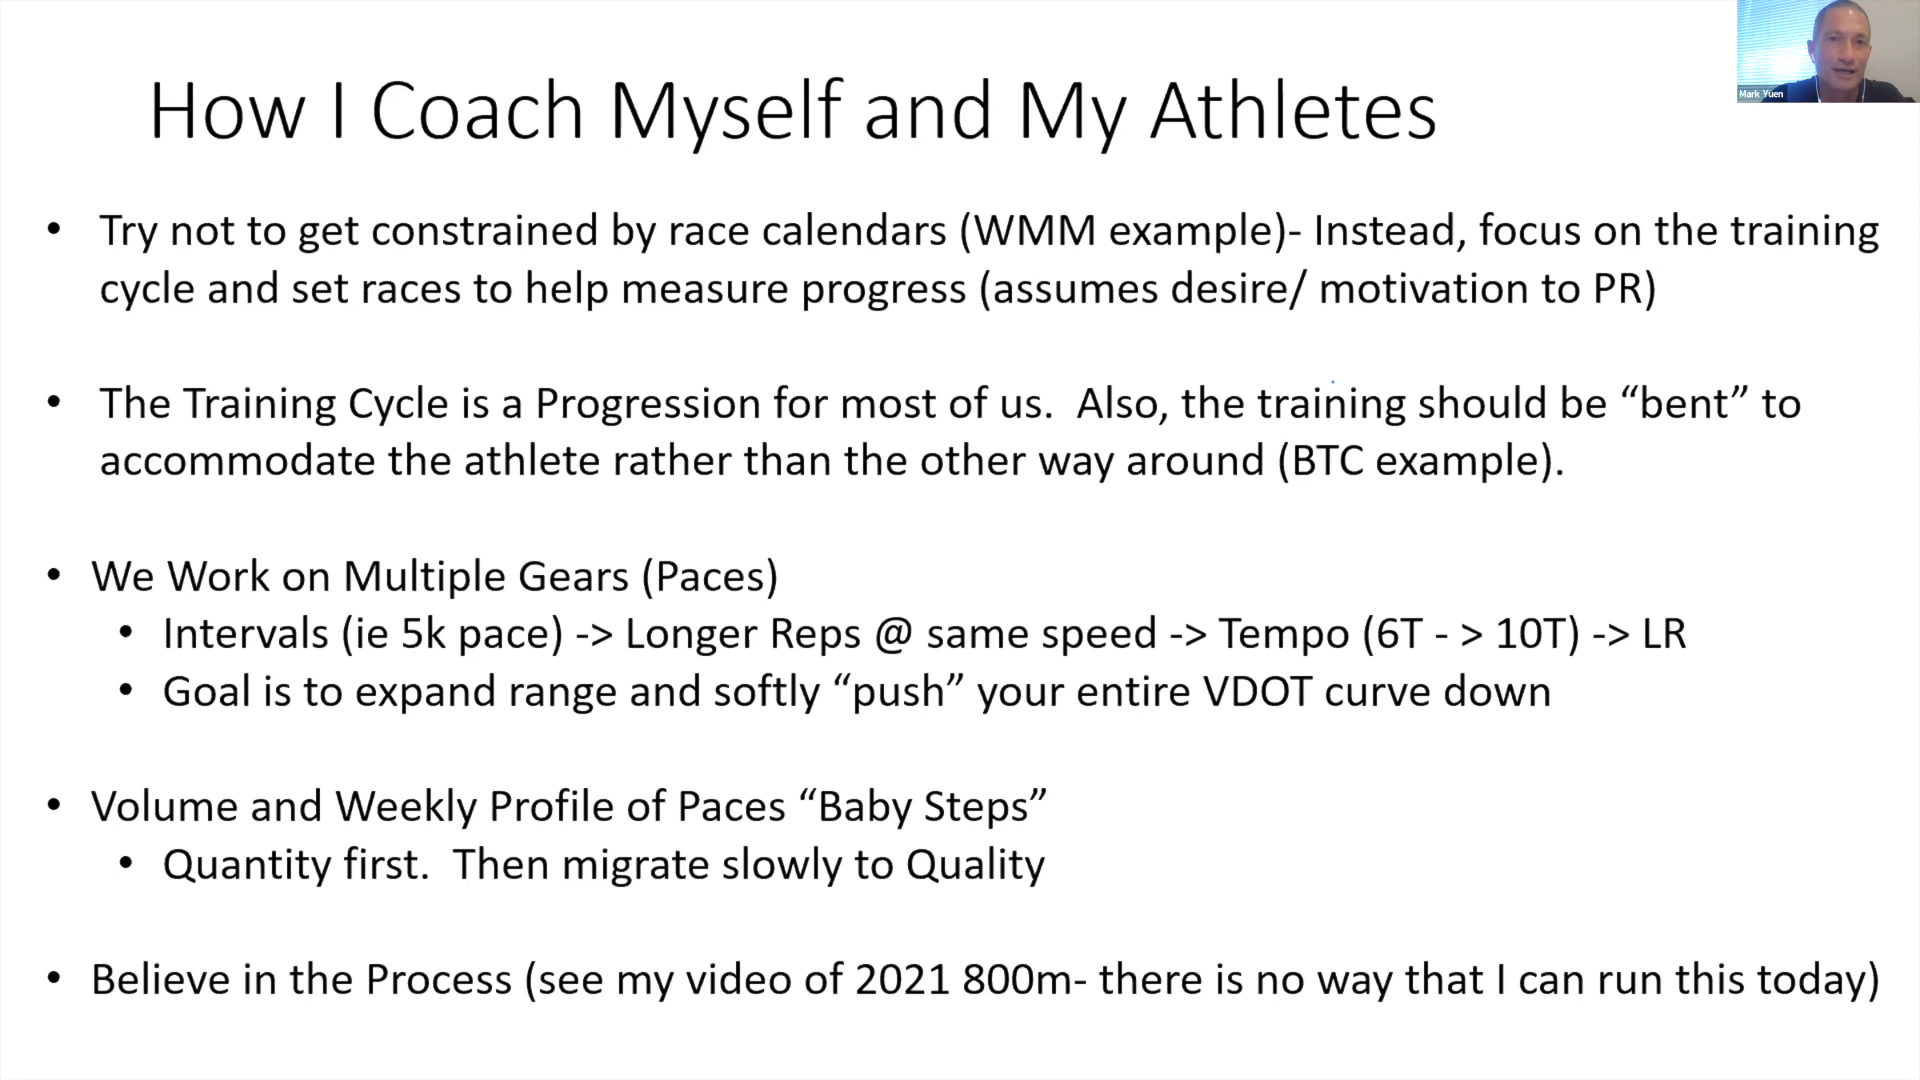 How I Coach Myself and My Athletes
Mark Yuen
• Try not to get constrained by race calendars (WMM example)- Instead, focus on the training
cycle and set races to help measure progress (assumes desire/ motivation to PR)
• The Training Cycle is a Progression for most of us.  Also, the training should be “bent” to
accommodate the athlete rather than the other way around (BTC example).
• We Work on Multiple Gears (Paces)
• Intervals (ie 5k pace) -> Longer Reps @ same speed -> Tempo (6T - > 10T) -> LR
• Goal is to expand range and softly “push” your entire VDOT curve down
• Volume and Weekly Profile of Paces “Baby Steps”
• Quantity first.  Then migrate slowly to Quality
• Believe in the Process (see my video of 2021 800m- there is no way that I can run this today)